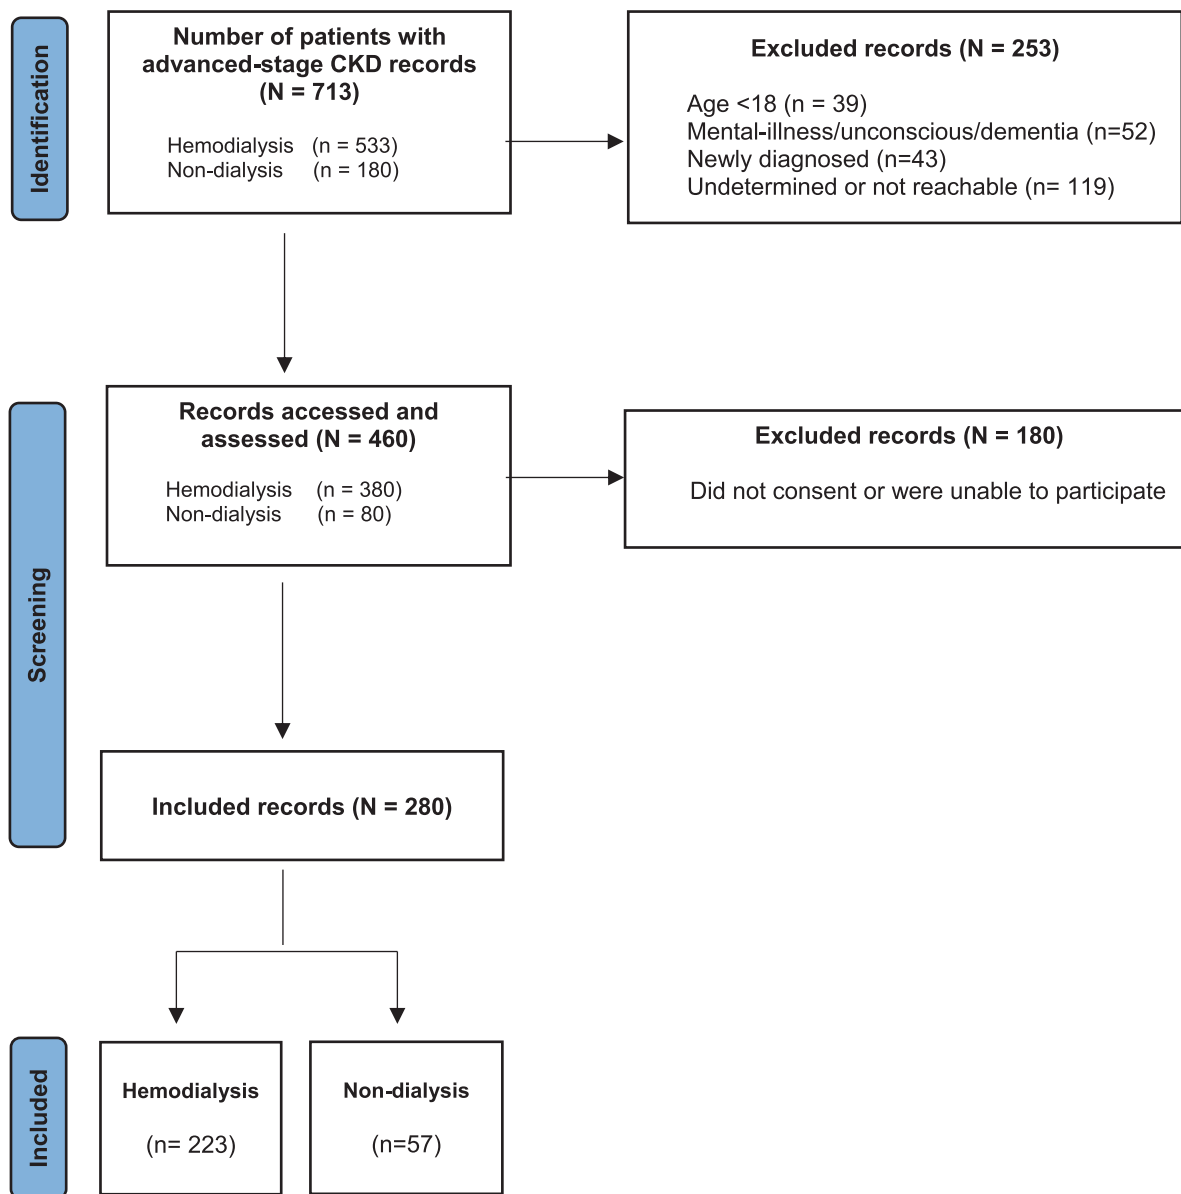 Identification
Number of patients with
advanced-stage CKD records
(N = 713)
Hemodialysis (n = 533)
Non-dialysis (n = 180)
Excluded records (N = 253)
Age <18 (n = 39)
Mental-illness/unconscious/dementia (n=52)
Newly diagnosed (n=43)
Undetermined or not reachable (n= 119)
Screening
Records accessed and
assessed (N = 460)
Hemodialysis (n = 380)
Non-dialysis (n = 80)
Excluded records (N = 180)
Did not consent or were unable to participate
Included records (N = 280)
Included
Hemodialysis
(n= 223)
Non-dialysis
(n=57)